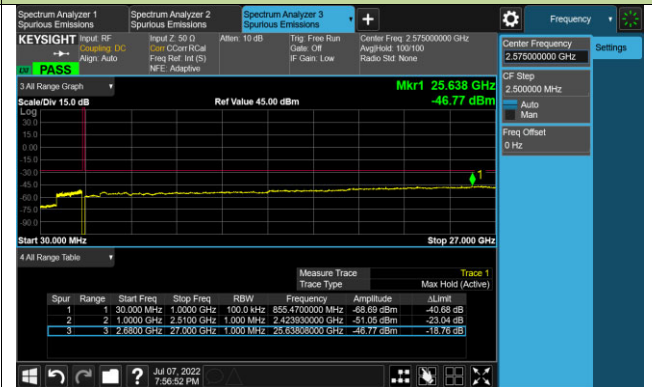 Spectrum Analyzer 1
Spurious Emissions
Spectrum Analyzer 2
Spurious Emissions
Spectrum Analyzer 3
Spurious Emissions
Frequency
KEYSIGHT
PASS
Input: RF
Coupling: DC
Align: Auto
Input Z: 50 Ω
Corr CCorr RCal
Freq Ref: Int (S)
NFE: Adaptive
Atten: 10 dB
Trig: Free Run
Gate: Off
IF Gain: Low
Center Freq: 2.575000000 GHz
Avg|Hold: 100/100
Radio Std: None
Center Frequency
2.575000000 GHz
Settings
CF Step
2.500000 MHz
Auto
Man
Freq Offset
0 Hz
3 All Range Graph
Mkr1 25.638 GHz
Scale/Div 15.0 dB
Ref Value 45.00 dBm
-46.77 dBm
Log
30.0
15.0
0.00
-15.0
-30.0
-45.0
-60.0
-75.0
-90.0
1
Start 30.000 MHz
Stop 27.000 GHz
4 All Range Table
Measure Trace Trace 1
Trace Type Max Hold (Active)
Spur Range Start Freq Stop Freq RBW Frequency Amplitude ΔLimit
1 1 30.000 MHz 1.0000 GHz 100.0 kHz 855.4700000 MHz -68.69 dBm -40.68 dB
2 2 1.0000 GHz 2.5100 GHz 1.000 MHz 2.423930000 GHz -51.05 dBm -23.04 dB
3 3 2.6800 GHz 27.000 GHz 1.000 MHz 25.63808000 GHz -46.77 dBm -18.76 dB
?
Jul 07, 2022
7:56:52 PM